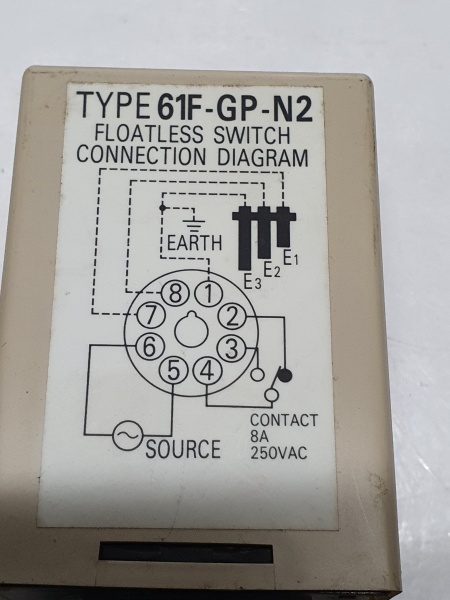 TYPE 61F-GP-N2
FLOATLESS SWITCH
CONNECTION DIAGRAM
EARTH
E1
E2
E3
8 1
7 2
6 3
5 4
CONTACT
8A
250VAC
SOURCE